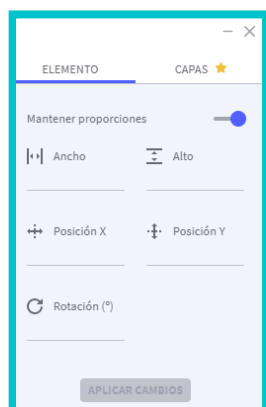 ELEMENTO CAPAS
Mantener proporciones
Ancho Alto
Posición X Posición Y
Rotación (º)
APLICAR CAMBIOS